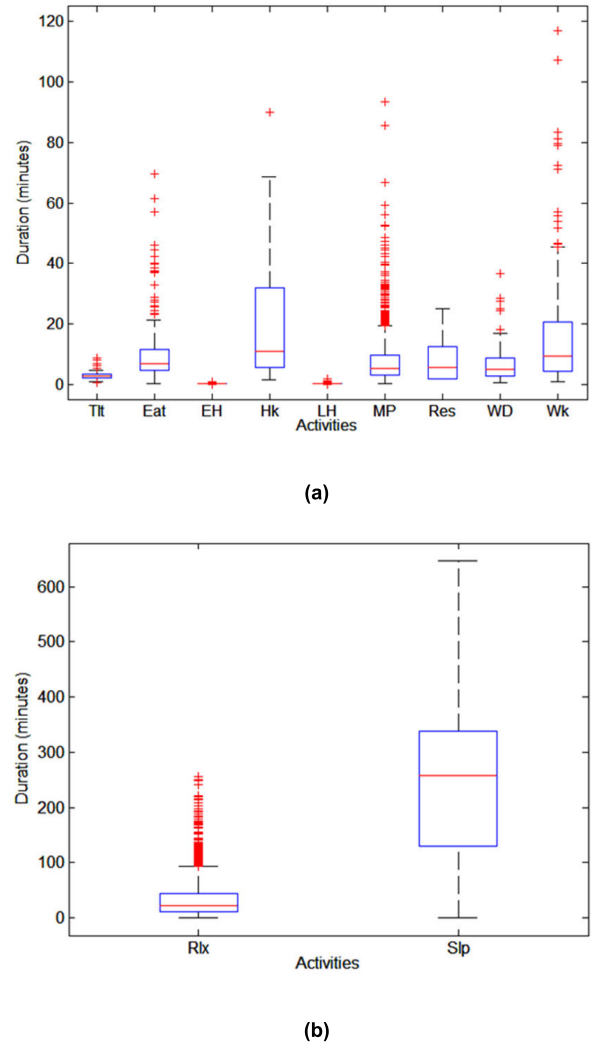 120
100
80
60
40
20
0
Duration (minutes)
Tlt Eat EH Hk LH MP Res WD Wk
Activities
(a)
600
500
400
300
200
100
0
Duration (minutes)
Rlx Slp
Activities
(b)